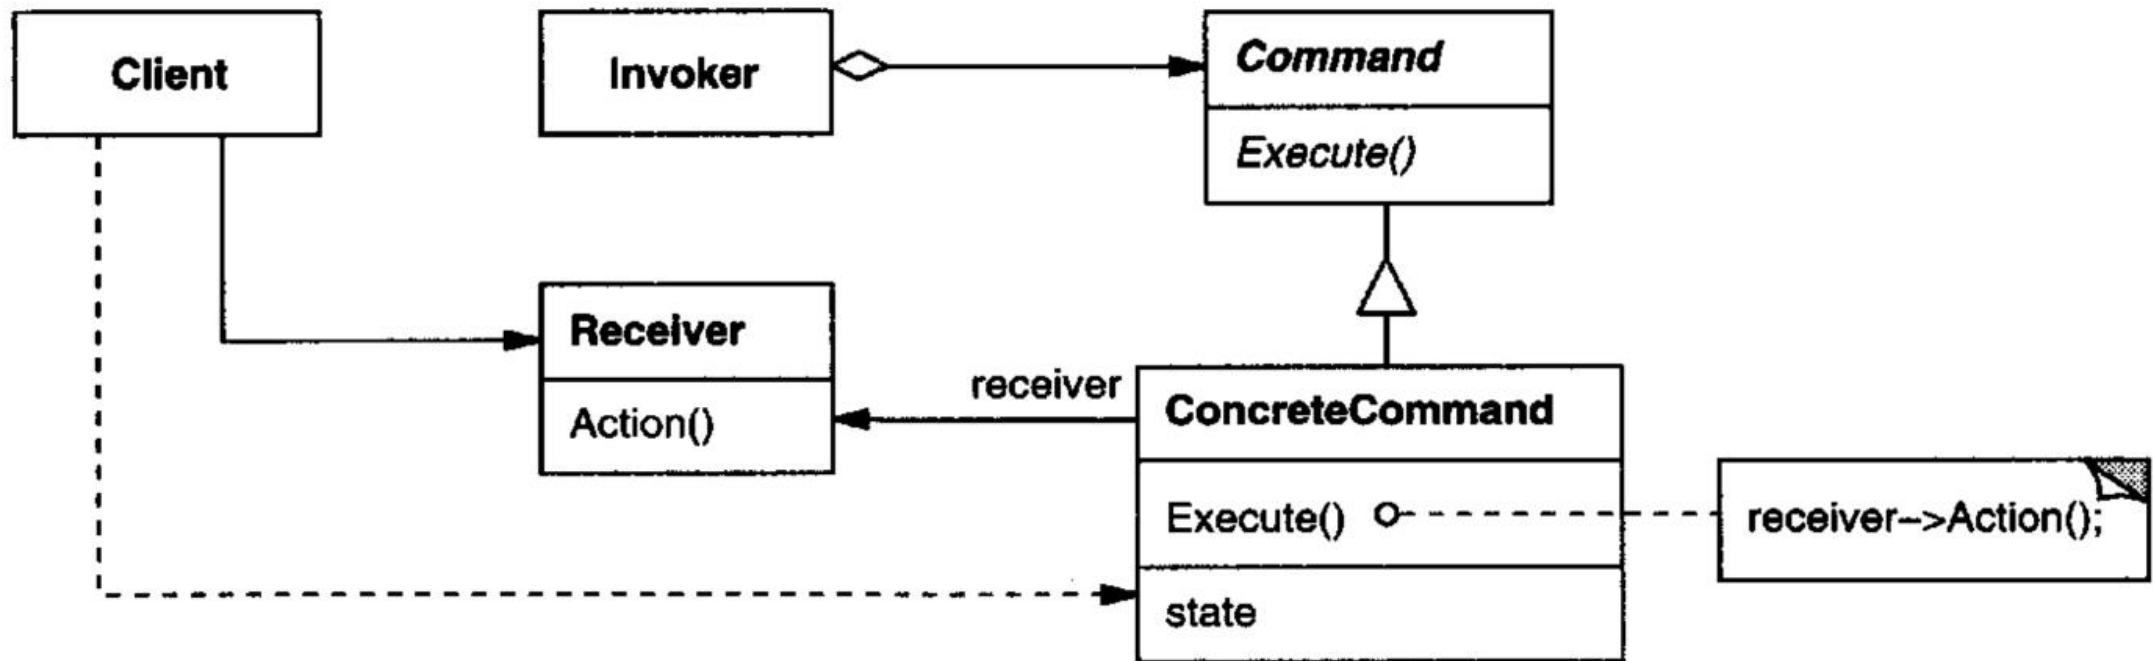 Client
Invoker
Command
Execute()
Receiver
Action()
receiver
ConcreteCommand
Execute()
state
receiver–>Action();